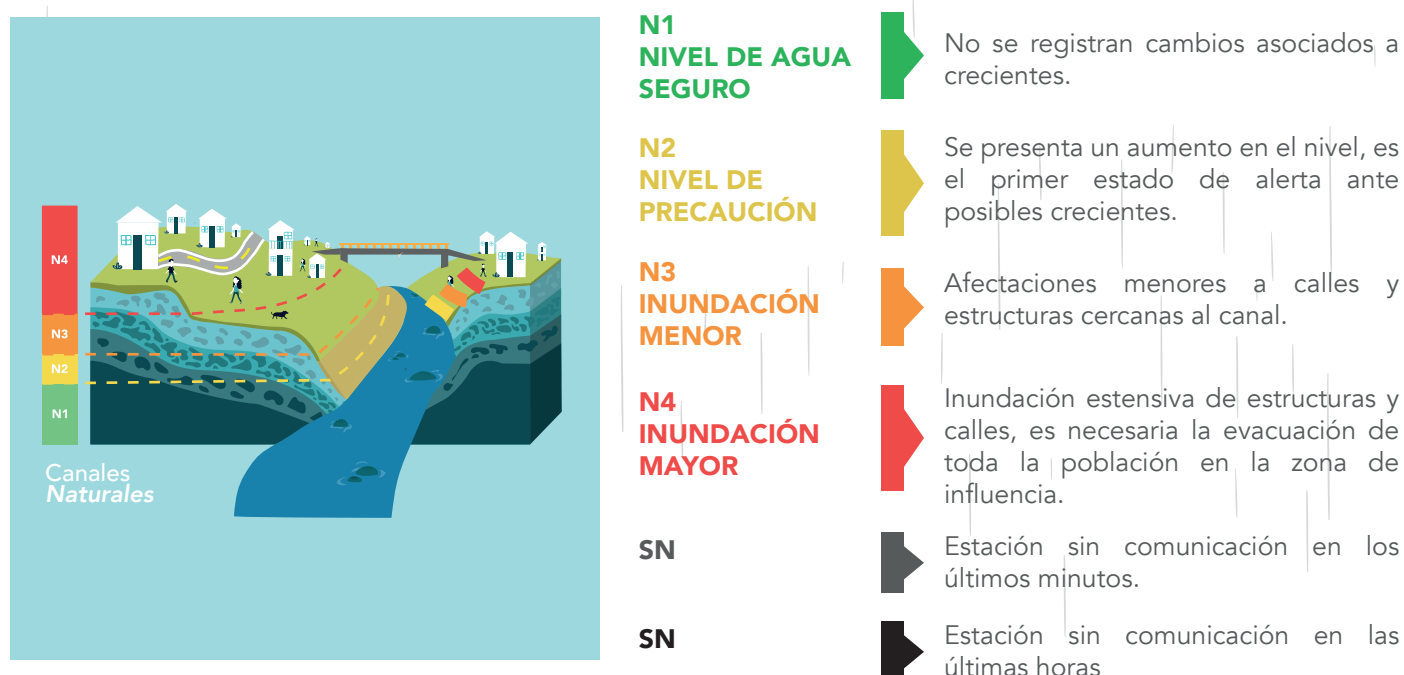 N4
N3
N2
N1
Canales
Naturales
N1
NIVEL DE AGUA
SEGURO
No se registran cambios asociados a
crecientes.
N2
NIVEL DE
PRECAUCIÓN
Se presenta un aumento en el nivel, es
el primer estado de alerta ante
posibles crecientes.
N3
INUNDACIÓN
MENOR
Afectaciones menores a calles y
estructuras cercanas al canal.
N4
INUNDACIÓN
MAYOR
Inundación estensiva de estructuras y
calles, es necesaria la evacuación de
toda la población en la zona de
influencia.
SN
Estación sin comunicación en los
últimos minutos.
SN
Estación sin comunicación en las
últimas horas